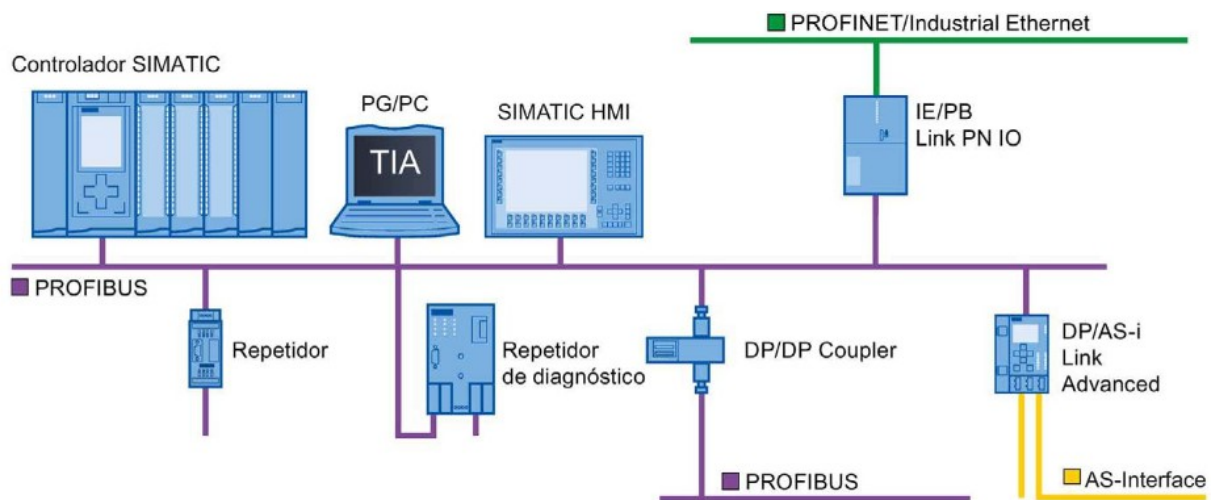 PROFINET/Industrial Ethernet
Controlador SIMATIC
PG/PC
SIMATIC HMI
IE/PB
Link PN IO
TIA
PROFIBUS
Repetidor
Repetidor
de diagnóstico
DP/DP Coupler
DP/AS-i
Link
Advanced
PROFIBUS
AS-Interface